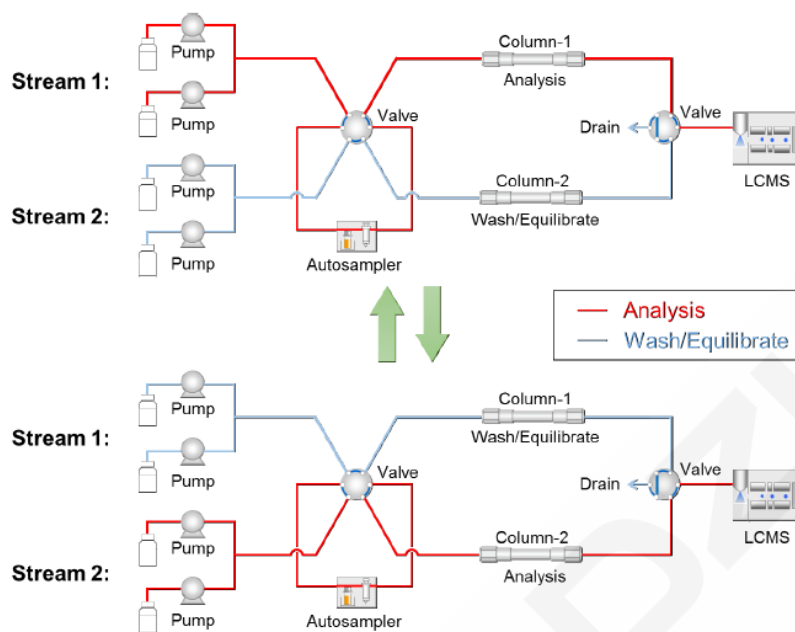 Pump
Column-1
Stream 1:
Analysis
Pump
Valve
Drain
Valve
Pump
Column-2
LCMS
Stream 2:
Wash/Equilibrate
Pump
Autosampler
Analysis
Wash/Equilibrate
Pump
Column-1
Stream 1:
Wash/Equilibrate
Pump
Valve
Drain
Valve
Pump
Column-2
LCMS
Stream 2:
Analysis
Pump
Autosampler